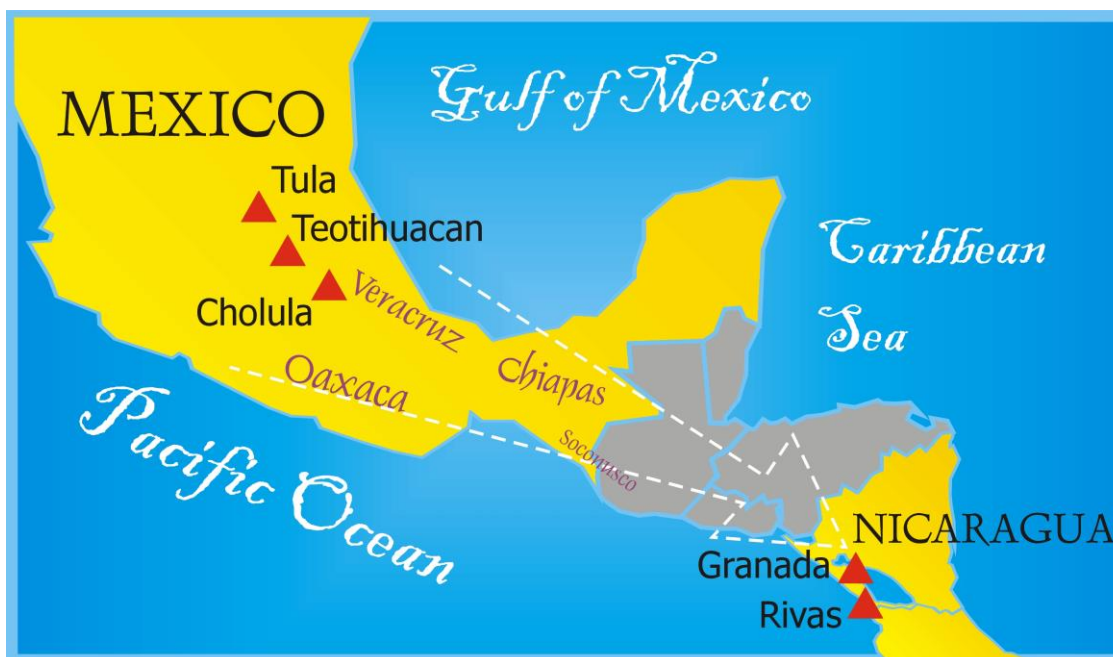 Gulf of Mexico
MEXICO
Tula
Teotihuacan
Caribbean
Sea
Cholula
Veracruz
Oaxaca
Chiapas
Soconusco
Pacific Ocean
NICARAGUA
Granada
Rivas